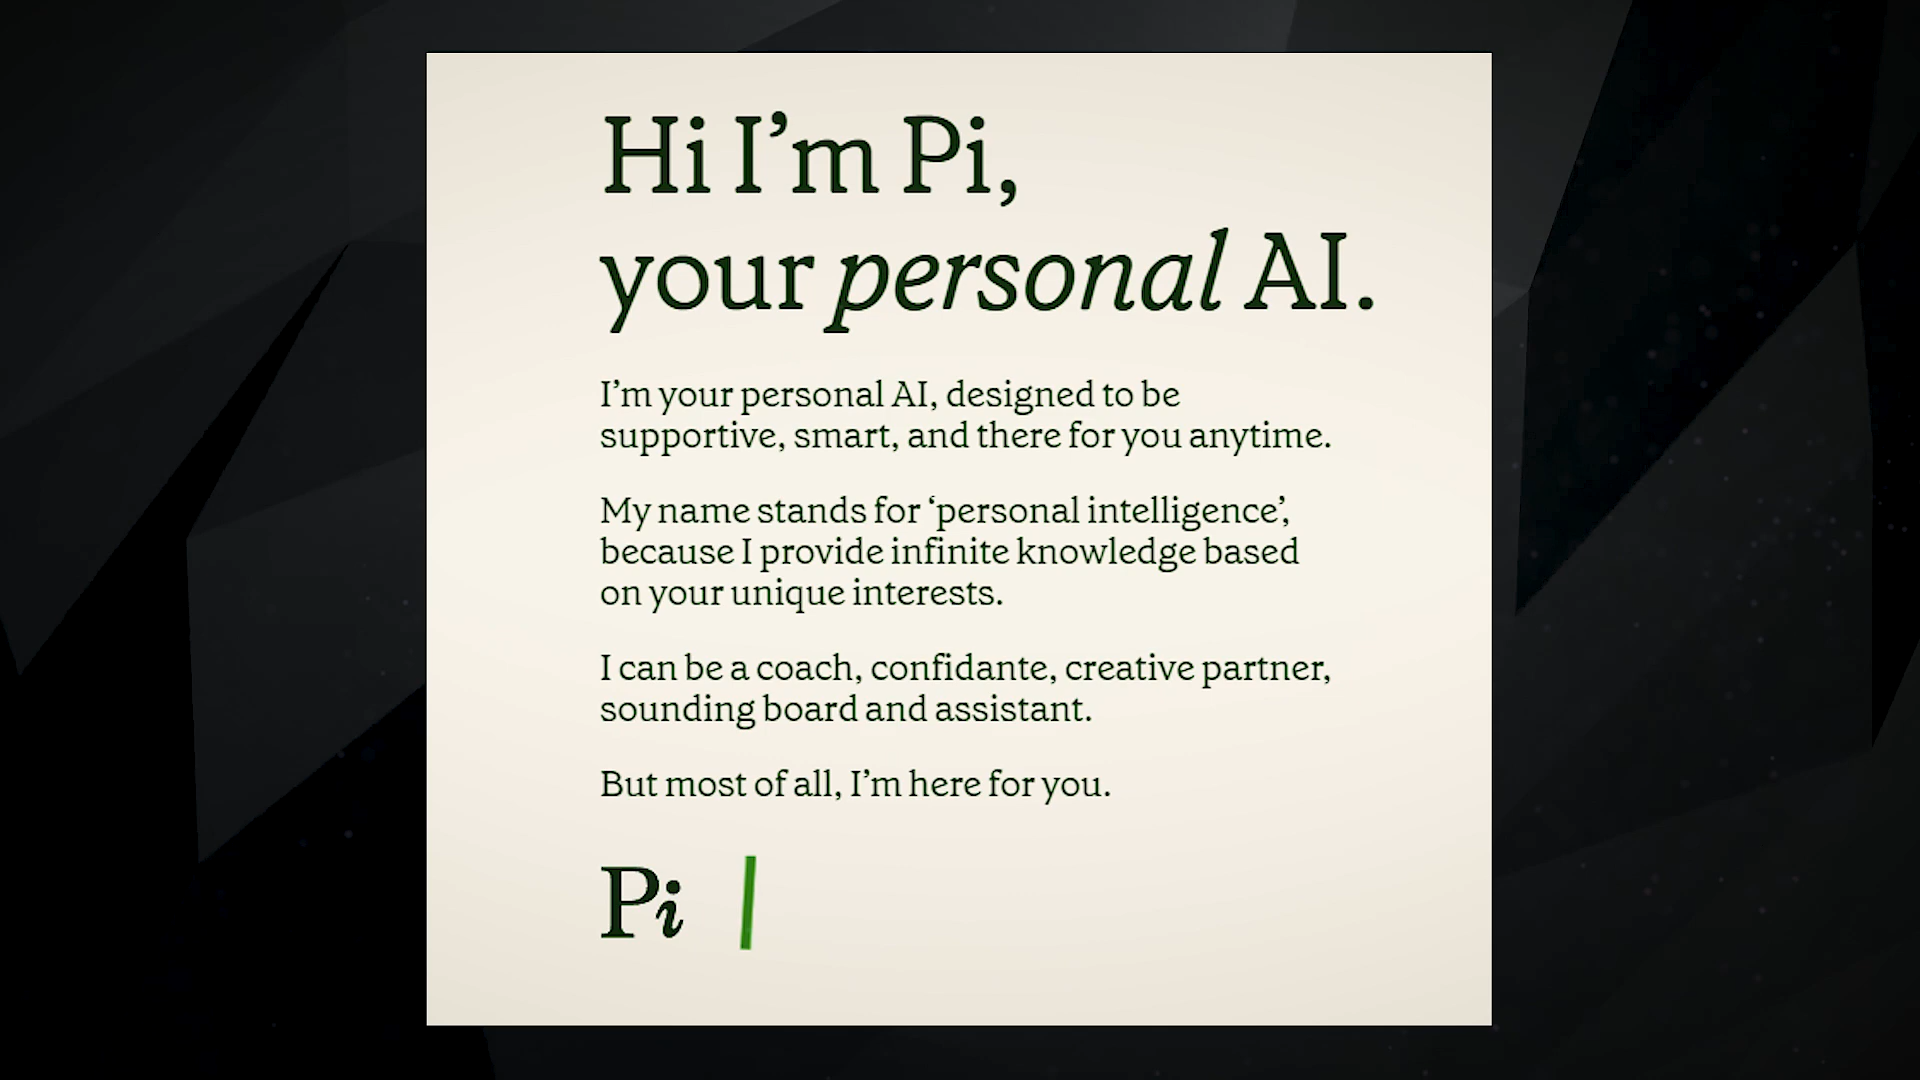 Hi I’m Pi,
your personal AI.
I’m your personal AI, designed to be
supportive, smart, and there for you anytime.
My name stands for ‘personal intelligence’,
because I provide infinite knowledge based
on your unique interests.
I can be a coach, confidante, creative partner,
sounding board and assistant.
But most of all, I’m here for you.
Pi